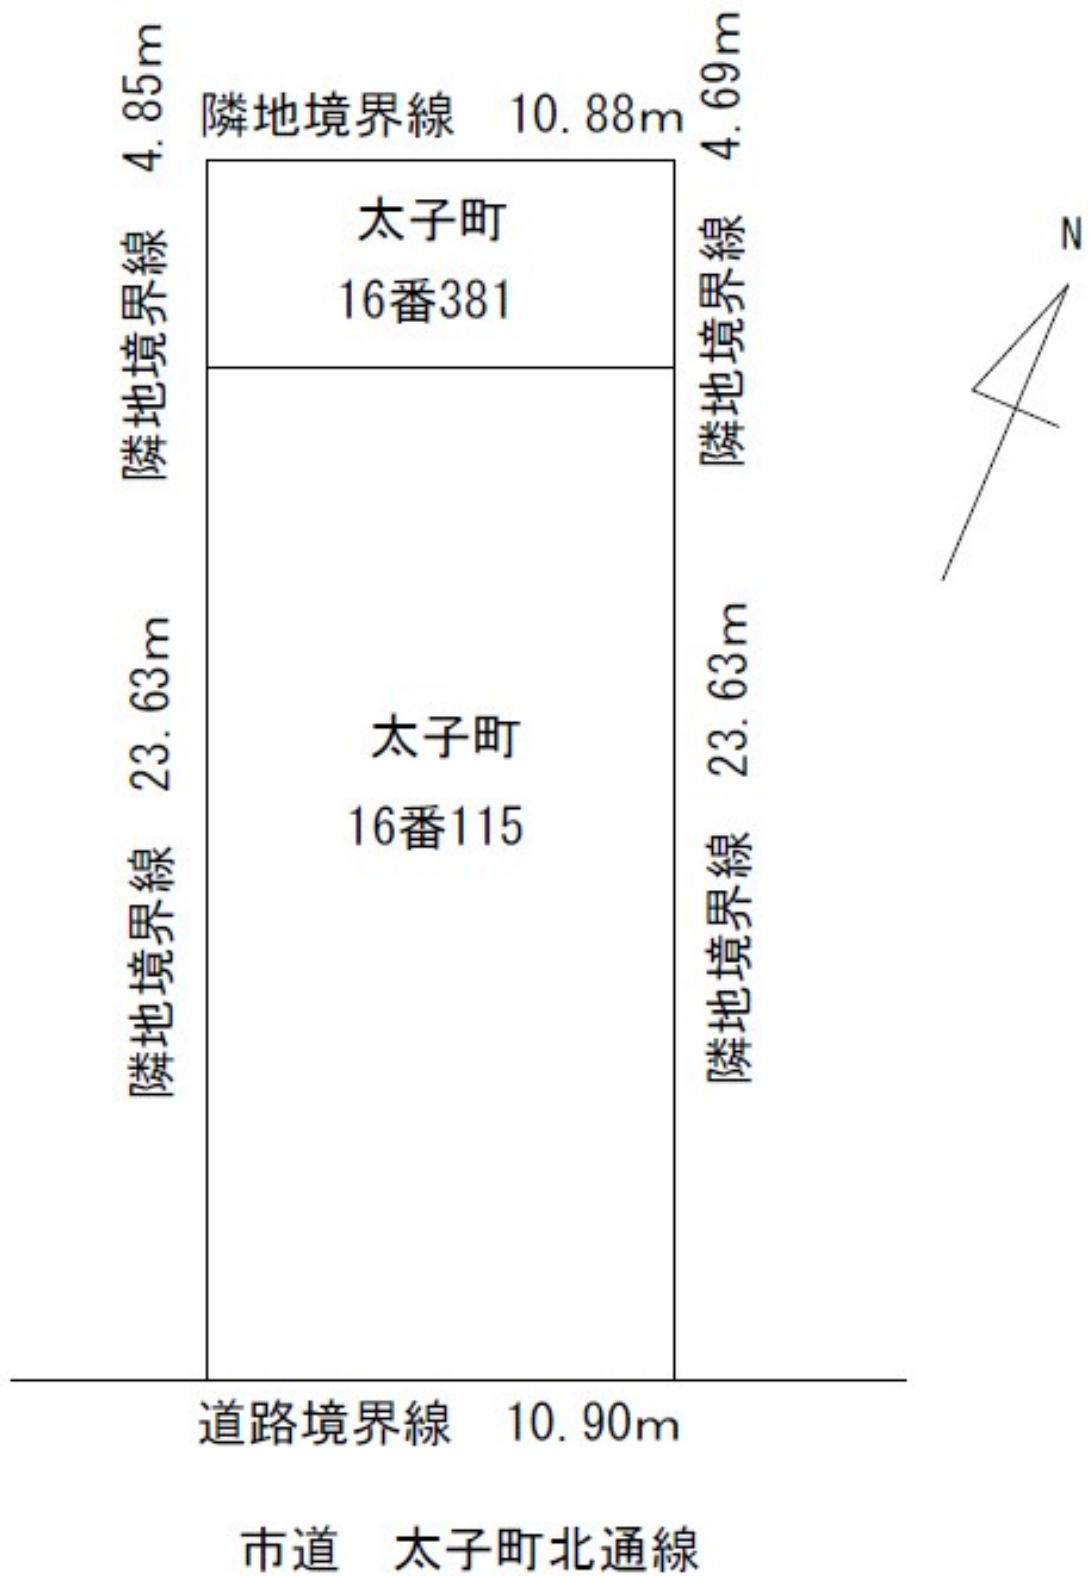 隣地境界線　4.85m
隣地境界線　10.88m
隣地境界線　4.69m
太子町
16番381
N
隣地境界線　23.63m
太子町
16番115
隣地境界線　23.63m
道路境界線　10.90m
市道　太子町北通線